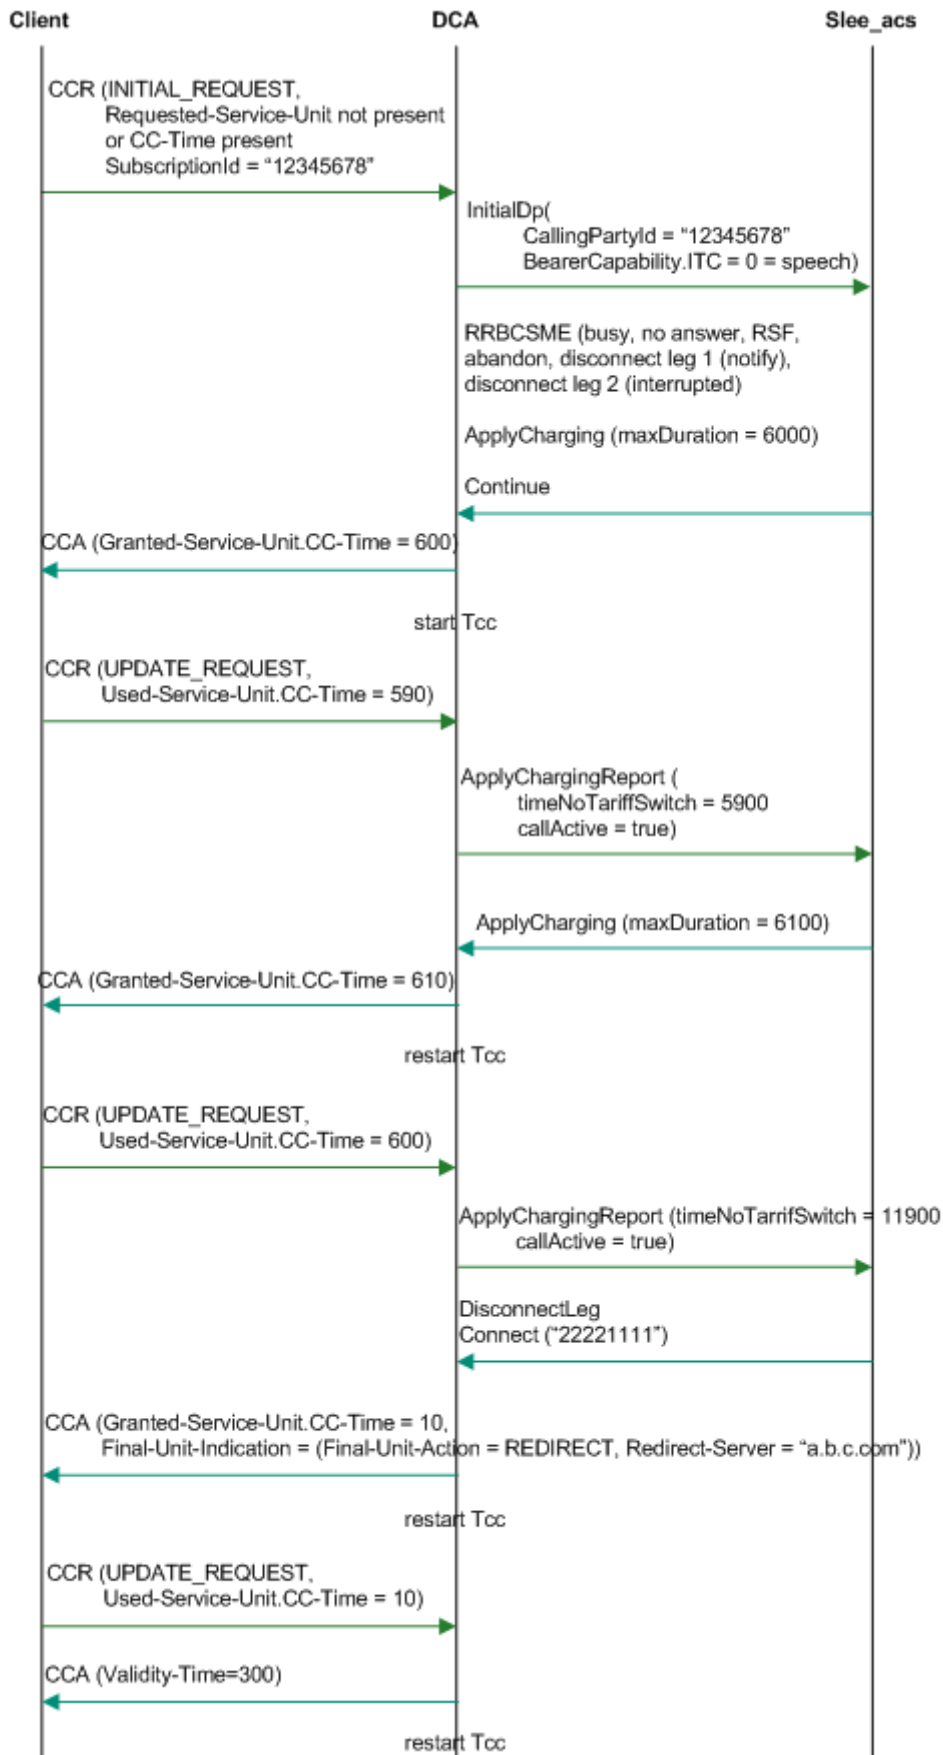 Client DCA Slee_acs
CCR (INITIAL_REQUEST,
Requested-Service-Unit not present
or CC-Time present
SubscriptionId = “12345678”
InitialDp(
CallingPartyId = “12345678”
BearerCapability.ITC = 0 = speech)
RRBCSME (busy, no answer, RSF,
abandon, disconnect leg 1 (notify),
disconnect leg 2 (interrupted)
ApplyCharging (maxDuration = 6000)
Continue
CCA (Granted-Service-Unit.CC-Time = 600)
start Tcc
CCR (UPDATE_REQUEST,
Used-Service-Unit.CC-Time = 590)
ApplyChargingReport (
timeNoTariffSwitch = 5900
callActive = true)
ApplyCharging (maxDuration = 6100)
CCA (Granted-Service-Unit.CC-Time = 610)
restart Tcc
CCR (UPDATE_REQUEST,
Used-Service-Unit.CC-Time = 600)
ApplyChargingReport (timeNoTarrifSwitch = 11900
callActive = true)
DisconnectLeg
Connect (“22221111”)
CCA (Granted-Service-Unit.CC-Time = 10,
Final-Unit-Indication = (Final-Unit-Action = REDIRECT, Redirect-Server = “a.b.c.com”))
restart Tcc
CCR (UPDATE_REQUEST,
Used-Service-Unit.CC-Time = 10)
CCA (Validity-Time=300)
restart Tcc